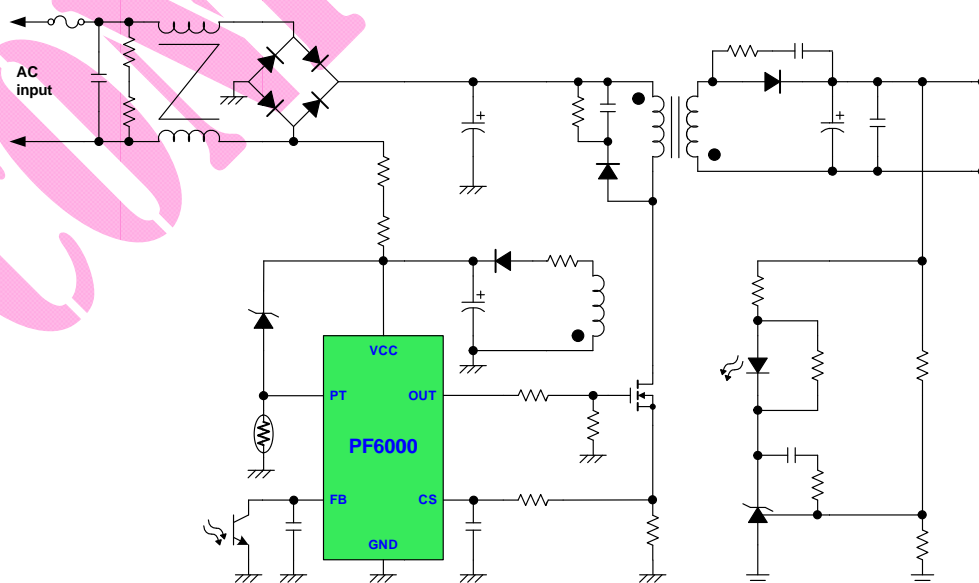 AC
input
VCC
PT
OUT
PF6000
FB
CS
GND